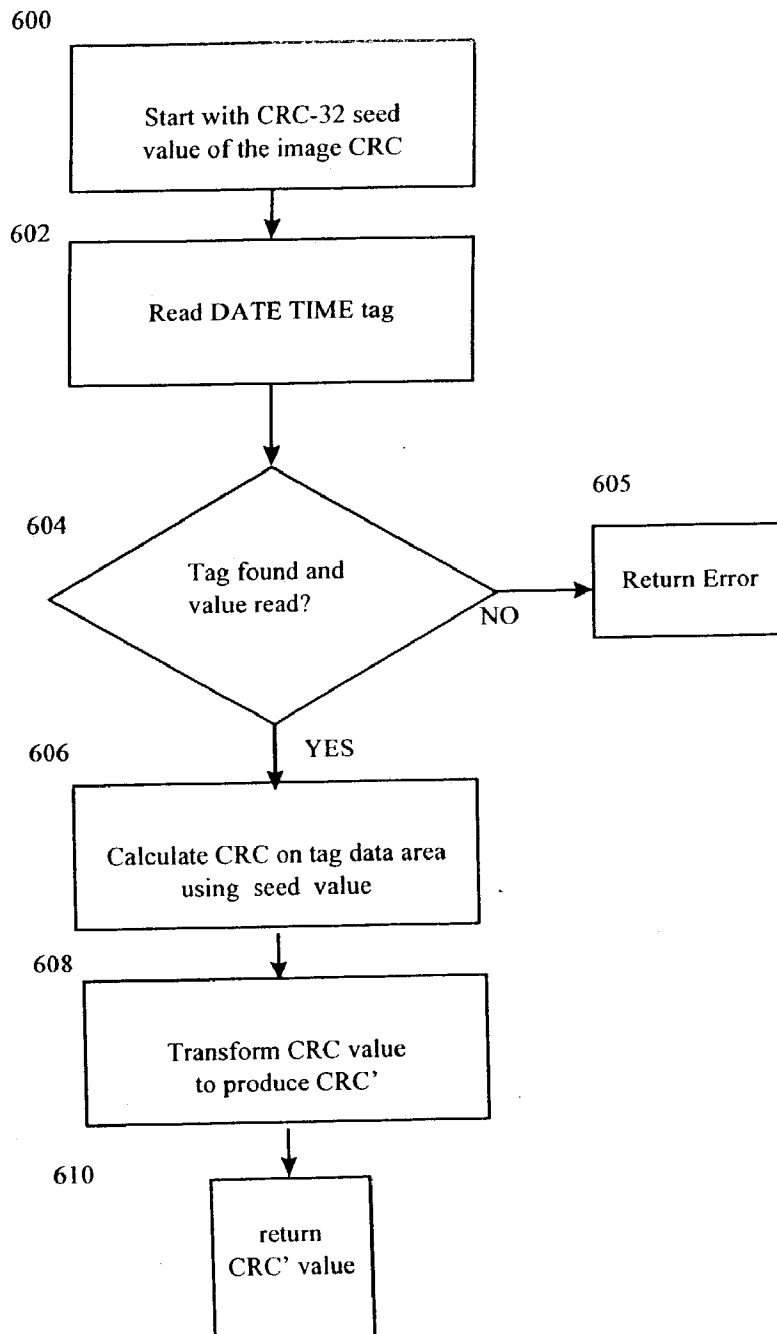 600
Start with CRC-32 seed
value of the image CRC
602
Read DATE TIME tag
604
Tag found and
value read?
605
Return Error
NO
YES
606
Calculate CRC on tag data area
using seed value
608
Transform CRC value
to produce CRC'
610
return
CRC' value